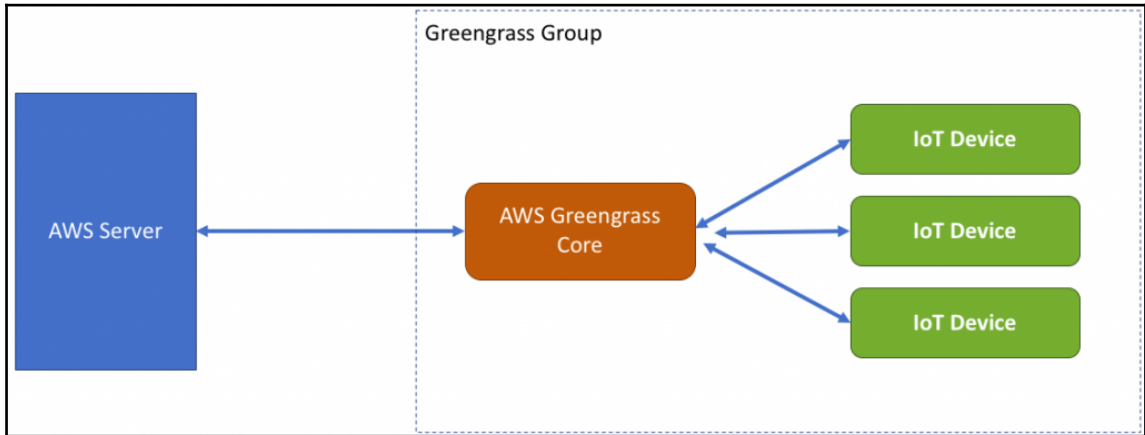 Greengrass Group
AWS Server
AWS Greengrass
Core
IoT Device
IoT Device
IoT Device